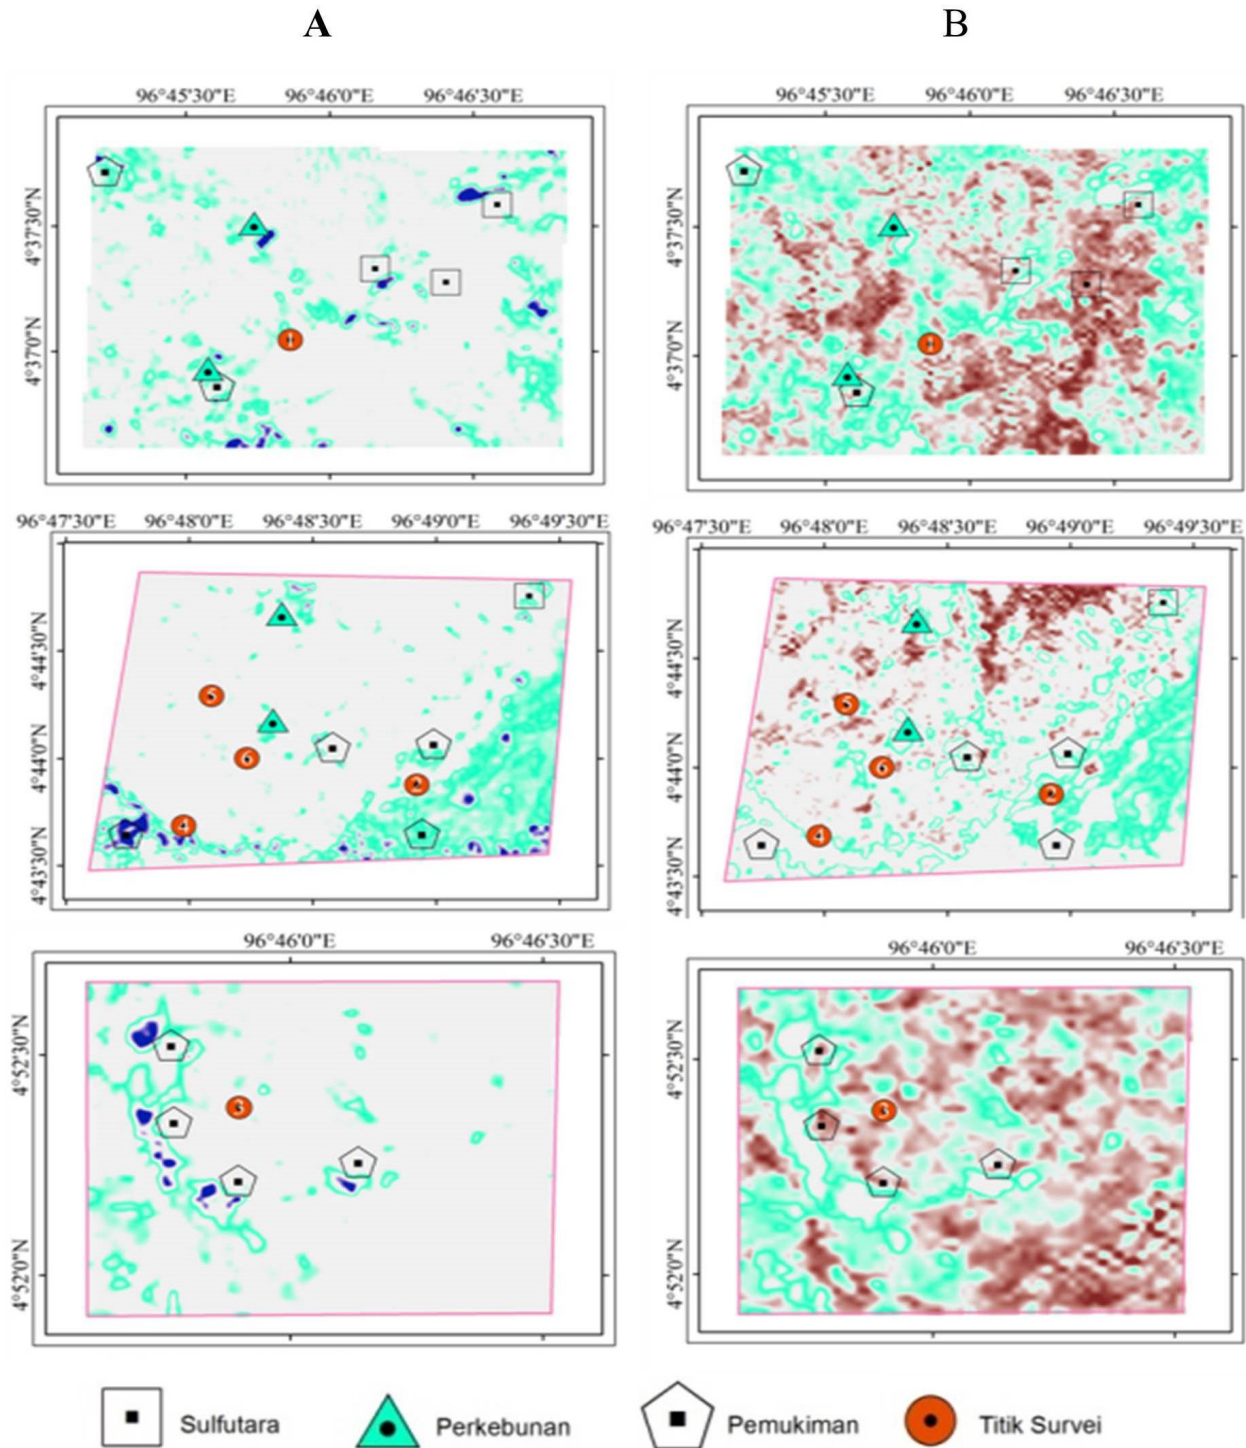 A B
96°45'30"E 96°46'0"E 96°46'30"E
96°45'30"E 96°46'0"E 96°46'30"E
4°37'30"N
4°37'0"N
4°37'30"N
4°37'0"N
96°47'30"E 96°48'0"E 96°48'30"E 96°49'0"E 96°49'30"E
96°47'30"E 96°48'0"E 96°48'30"E 96°49'0"E 96°49'30"E
4°44'30"N
4°44'0"N
4°43'30"N
4°44'30"N
4°44'0"N
4°43'30"N
96°46'0"E 96°46'30"E
96°46'0"E 96°46'30"E
4°52'30"N
4°52'0"N
4°52'30"N
4°52'0"N
Sulfutara Perkebunan Pemukiman Titik Survei